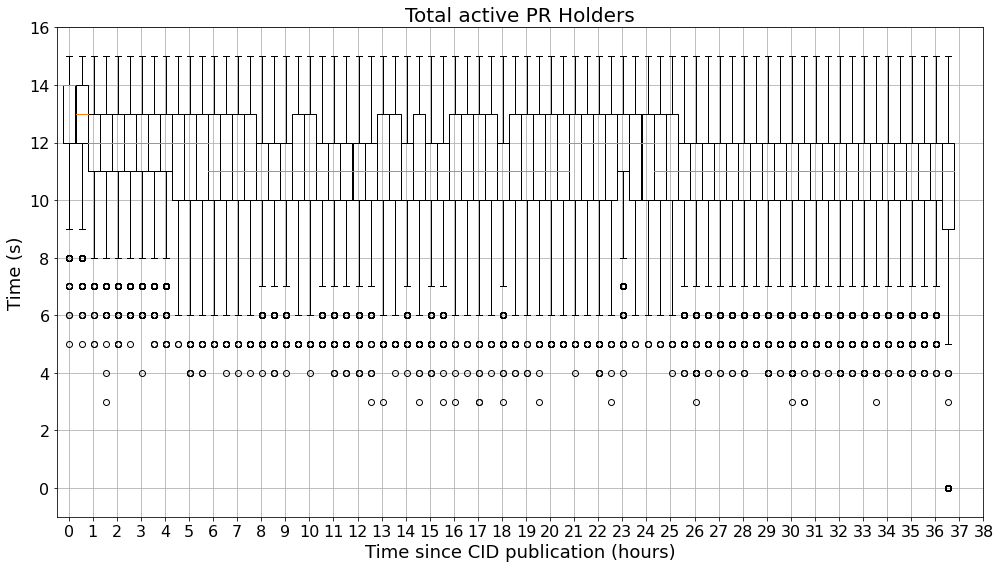 Total active PR Holders
Time (s)
16
14
12
10
8
6
4
2
0
0 1 2 3 4 5 6 7 8 9 10 11 12 13 14 15 16 17 18 19 20 21 22 23 24 25 26 27 28 29 30 31 32 33 34 35 36 37 38
Time since CID publication (hours)